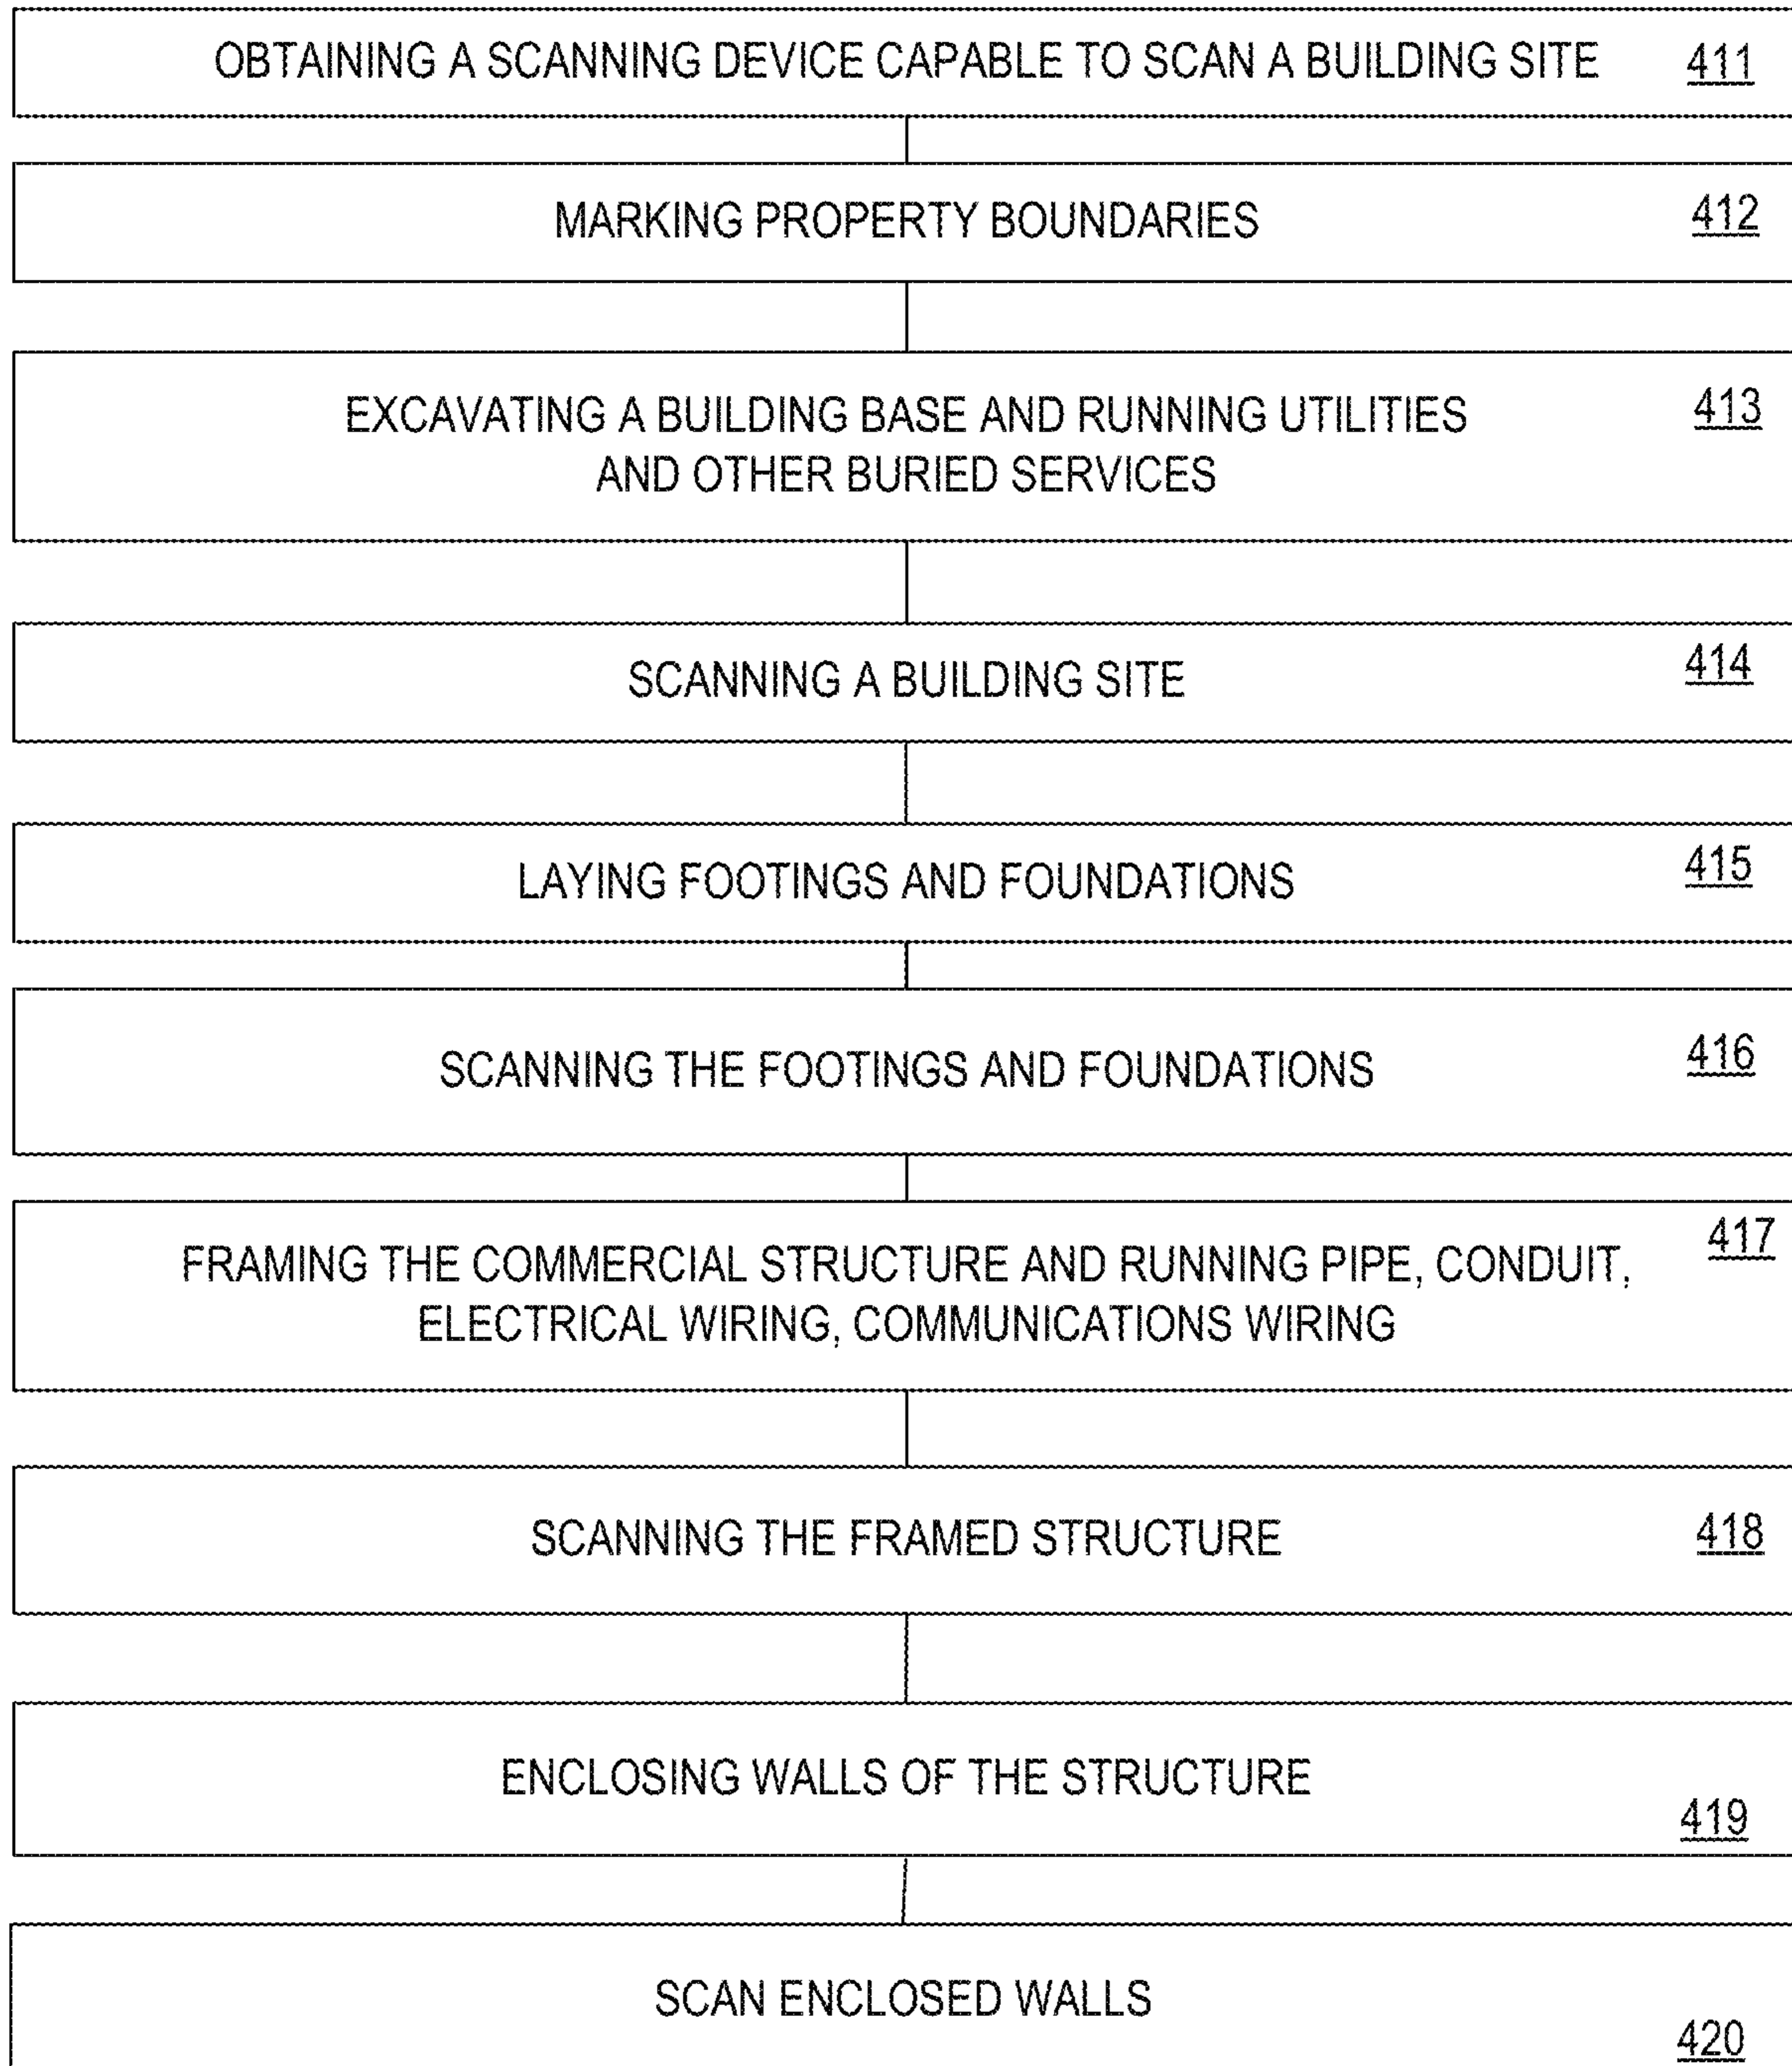 OBTAINING A SCANNING DEVICE CAPABLE TO SCAN A BUILDING SITE 411
MARKING PROPERTY BOUNDARIES 412
EXCAVATING A BUILDING BASE AND RUNNING UTILITIES 413
AND OTHER BURIED SERVICES
SCANNING A BUILDING SITE 414
LAYING FOOTINGS AND FOUNDATIONS 415
SCANNING THE FOOTINGS AND FOUNDATIONS 416
FRAMING THE COMMERCIAL STRUCTURE AND RUNNING PIPE, CONDUIT, 417
ELECTRICAL WIRING, COMMUNICATIONS WIRING
SCANNING THE FRAMED STRUCTURE 418
ENCLOSING WALLS OF THE STRUCTURE
419
SCAN ENCLOSED WALLS
420